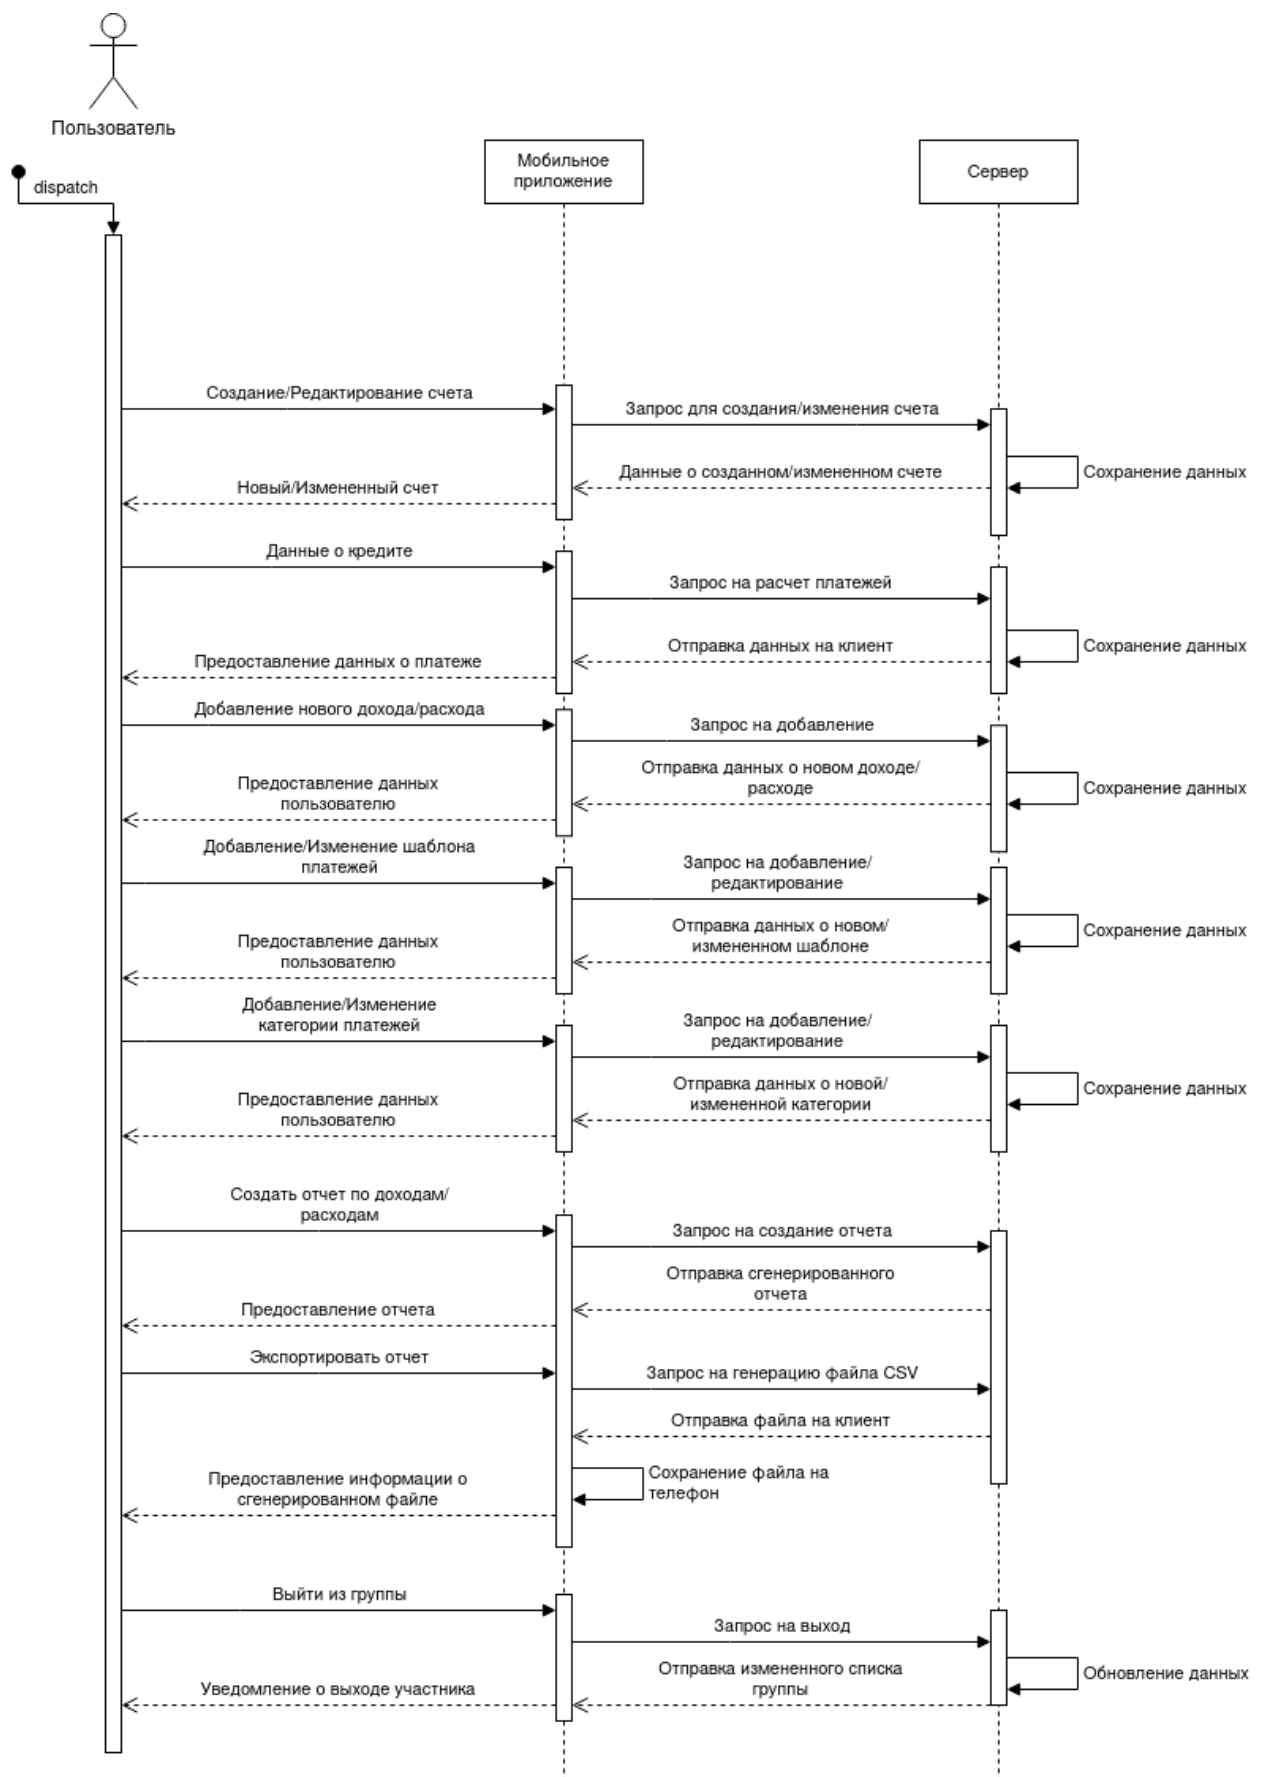 Пользователь
Мобильное
приложение
Сервер
dispatch
Создание/Редактирование счета
Запрос для создания/изменения счета
Данные о созданном/измененном счете
Сохранение данных
Новый/Измененный счет
Данные о кредите
Запрос на расчет платежей
Отправка данных на клиент
Сохранение данных
Предоставление данных о платеже
Добавление нового дохода/расхода
Запрос на добавление
Отправка данных о новом доходе/
расходе
Сохранение данных
Предоставление данных
пользователю
Добавление/Изменение шаблона
платежей
Запрос на добавление/
редактирование
Отправка данных о новом/
измененном шаблоне
Сохранение данных
Предоставление данных
пользователю
Добавление/Изменение
категории платежей
Запрос на добавление/
редактирование
Отправка данных о новой/
измененной категории
Сохранение данных
Предоставление данных
пользователю
Создать отчет по доходам/
расходам
Запрос на создание отчета
Отправка сгенерированного
отчета
Предоставление отчета
Экспортировать отчет
Запрос на генерацию файла CSV
Отправка файла на клиент
Сохранение файла на
телефон
Предоставление информации о
сгенерированном файле
Выйти из группы
Запрос на выход
Отправка измененного списка
группы
Обновление данных
Уведомление о выходе участника